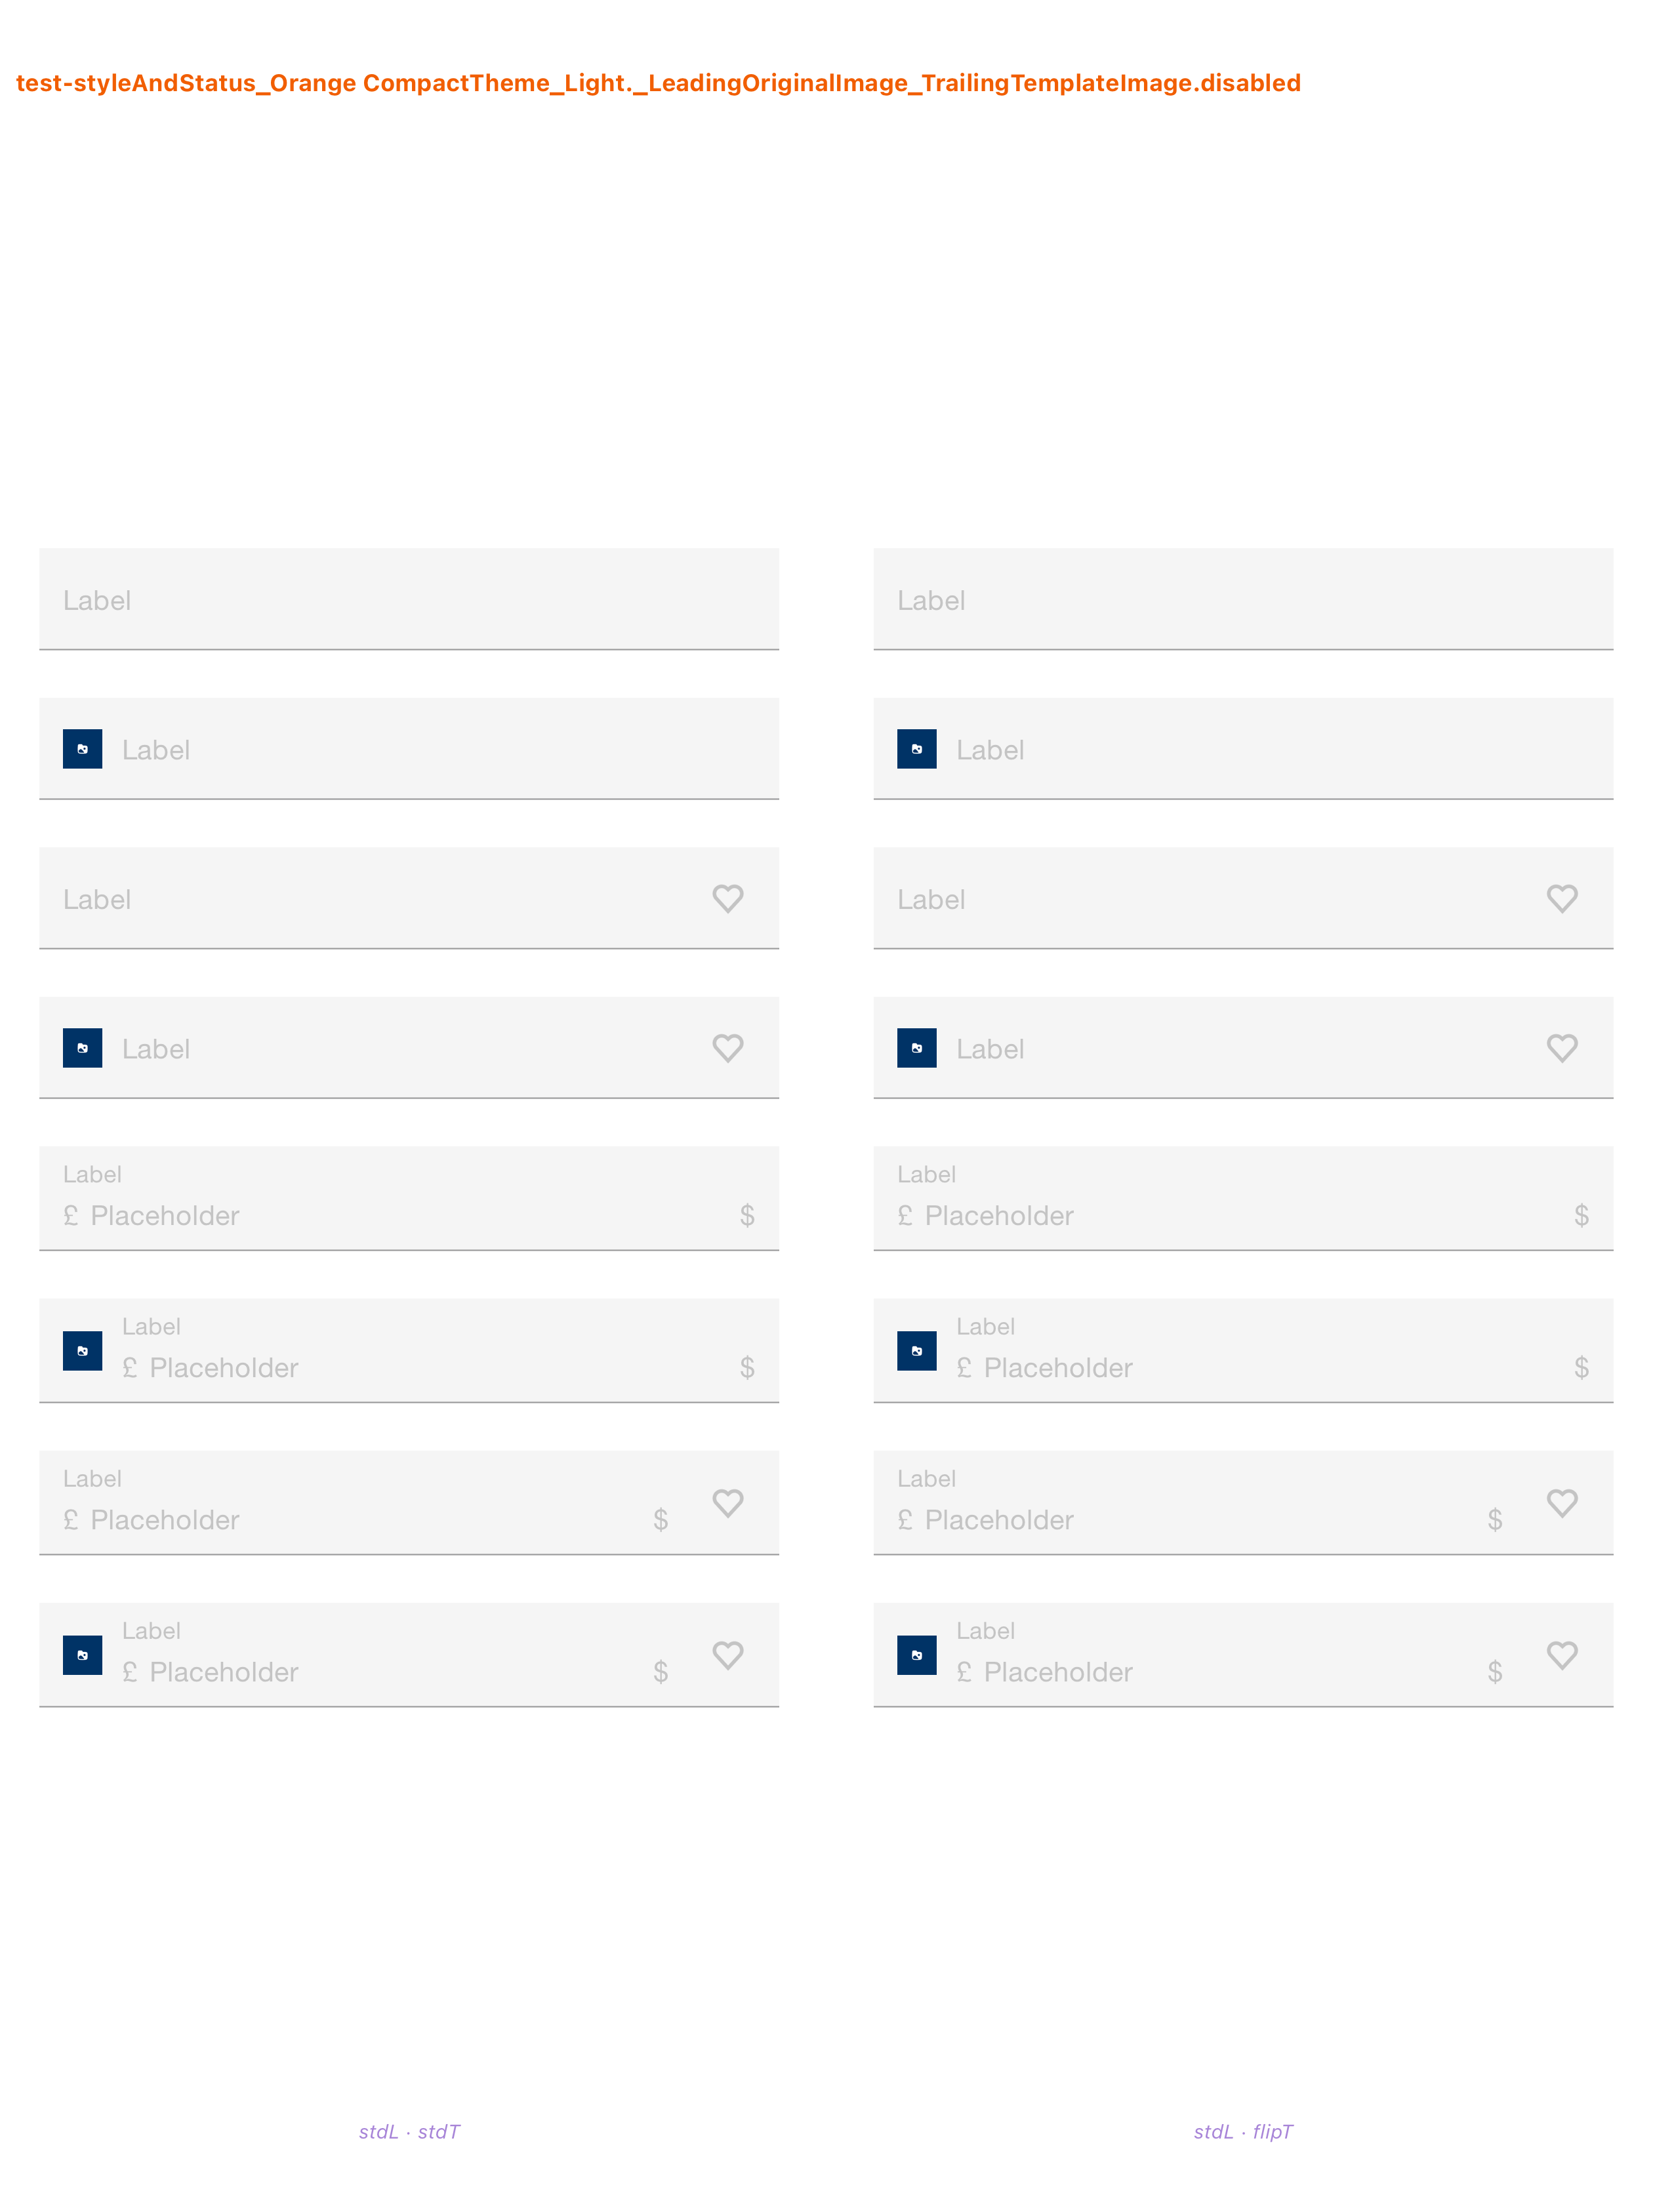 test-styleAndStatus_Orange CompactTheme_Light._LeadingOriginalImage_TrailingTemplateImage.disabled
Label
Label
Label
Label
Label
Label
Label
Label
Label
Label
£ Placeholder $
£ Placeholder $
Label
Label
£ Placeholder $
£ Placeholder $
Label
Label
£ Placeholder $
£ Placeholder $
Label
Label
£ Placeholder $
£ Placeholder $
stdL · stdT
stdL · flipT